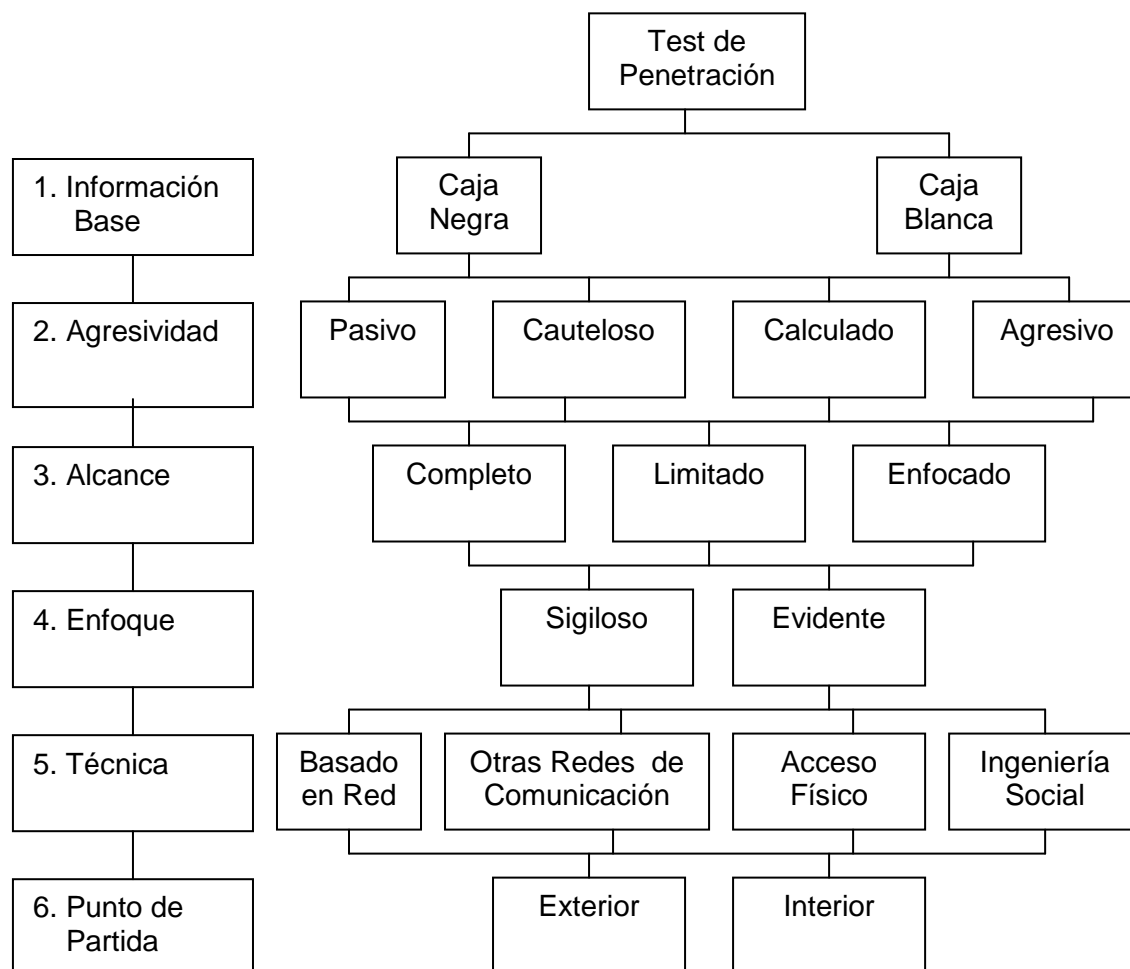 Test de
Penetración
1. Información
Base
Caja
Negra
Caja
Blanca
2. Agresividad
Pasivo
Cauteloso
Calculado
Agresivo
3. Alcance
Completo
Limitado
Enfocado
4. Enfoque
Sigiloso
Evidente
5. Técnica
Basado
en Red
Otras Redes de
Comunicación
Acceso
Físico
Ingeniería
Social
6. Punto de
Partida
Exterior
Interior